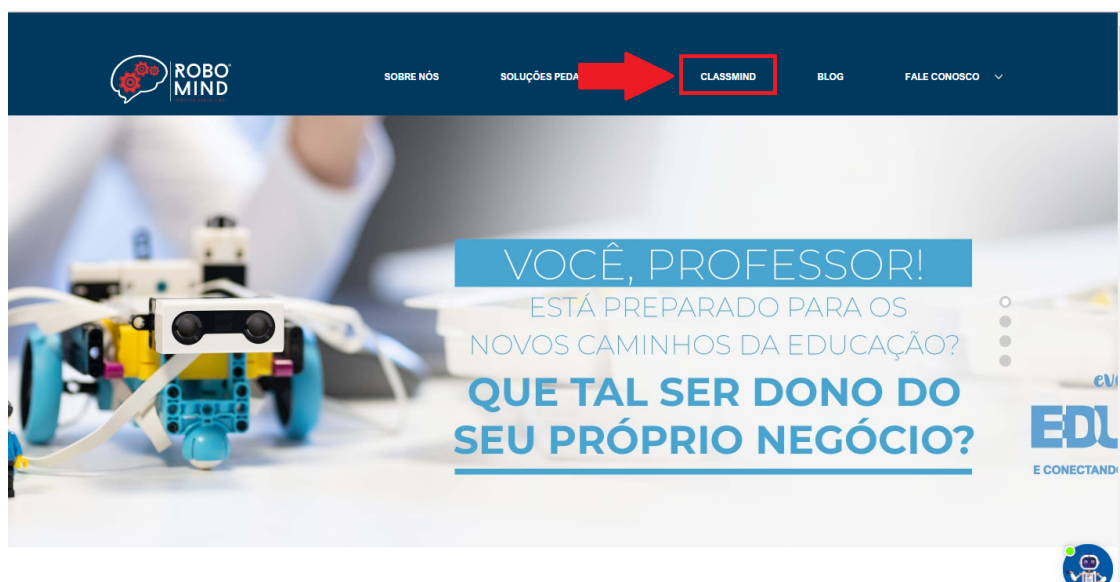 ROBO
MIND
SOBRE NÓS
SOLUÇÕES
CLASSMIND
BLOG
FALE CONOSCO
VOCÊ, PROFESSOR!
ESTÁ PREPARADO PARA OS
NOVOS CAMINHOS DA EDUCAÇÃO?
QUE TAL SER DONO DO
SEU PRÓPRIO NEGÓCIO?
E